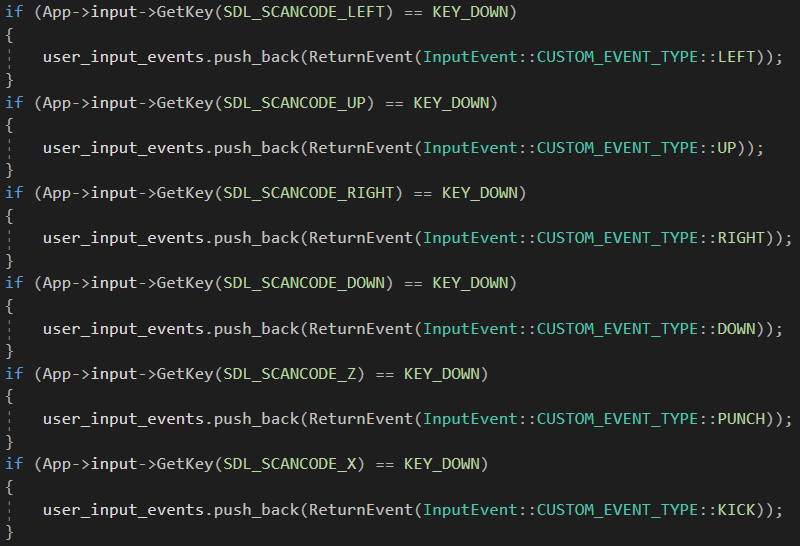 if (App->input->GetKey(SDL_SCANCODE_LEFT) == KEY_DOWN)
{
    user_input_events.push_back(ReturnEvent(InputEvent::CUSTOM_EVENT_TYPE::LEFT));
}
if (App->input->GetKey(SDL_SCANCODE_UP) == KEY_DOWN)
{
    user_input_events.push_back(ReturnEvent(InputEvent::CUSTOM_EVENT_TYPE::UP));
}
if (App->input->GetKey(SDL_SCANCODE_RIGHT) == KEY_DOWN)
{
    user_input_events.push_back(ReturnEvent(InputEvent::CUSTOM_EVENT_TYPE::RIGHT));
}
if (App->input->GetKey(SDL_SCANCODE_DOWN) == KEY_DOWN)
{
    user_input_events.push_back(ReturnEvent(InputEvent::CUSTOM_EVENT_TYPE::DOWN));
}
if (App->input->GetKey(SDL_SCANCODE_Z) == KEY_DOWN)
{
    user_input_events.push_back(ReturnEvent(InputEvent::CUSTOM_EVENT_TYPE::PUNCH));
}
if (App->input->GetKey(SDL_SCANCODE_X) == KEY_DOWN)
{
    user_input_events.push_back(ReturnEvent(InputEvent::CUSTOM_EVENT_TYPE::KICK));
}